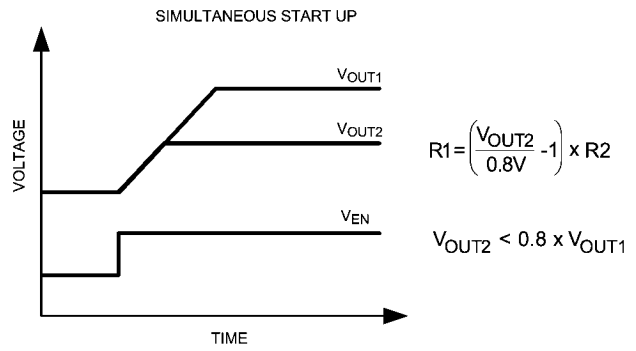 SIMULTANEOUS START UP
VOLTAGE
VOUT1
VOUT2
VEN
TIME
R1=(VOUT2/0.8V -1) x R2
VOUT2 < 0.8 x VOUT1